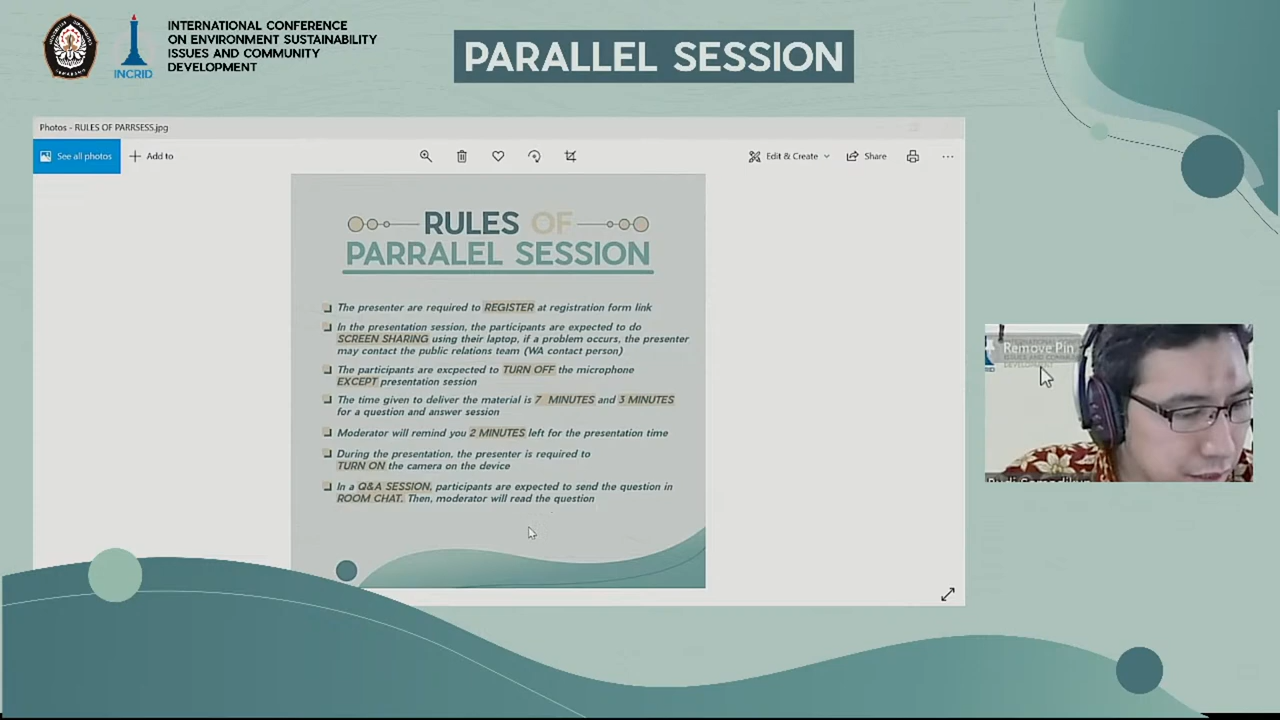 INTERNATIONAL CONFERENCE
ON ENVIRONMENT SUSTAINABILITY
ISSUES AND COMMUNITY
DEVELOPMENT
INCRID
PARALLEL SESSION
Photos - RULES OF PARRSESS.jpg
See all photos
Add to
Edit & Create
Share
RULES OF
PARRALEL SESSION
The presenter are required to REGISTER at registration form link
In the presentation session, the participants are expected to do
SCREEN SHARING using their laptop, if a problem occurs, the presenter
may contact the public relations team (WA contact person)
The participants are excpected to TURN OFF the microphone
EXCEPT presentation session
The time given to deliver the material is 7 MINUTES and 3 MINUTES
for a question and answer session
Moderator will remind you 2 MINUTES left for the presentation time
During the presentation, the presenter is required to
TURN ON the camera on the device
In a Q&A SESSION, participants are expected to send the question in
ROOM CHAT. Then, moderator will read the question
Remove Pin